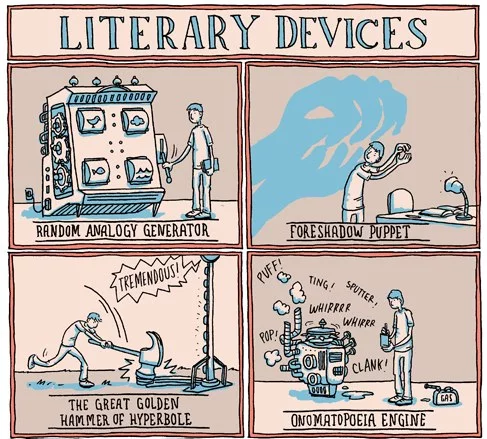 LITERARY DEVICES
RANDOM ANALOGY GENERATOR
FORESHADOW PUPPET
TREMENDOUS!
THE GREAT GOLDEN
HAMMER OF HYPERBOLE
PUFF!
TING!
SPUTTER!
WHIRRRR
WHIRR
POP!
CLANK!
GAS
ONOMATOPOEIA ENGINE